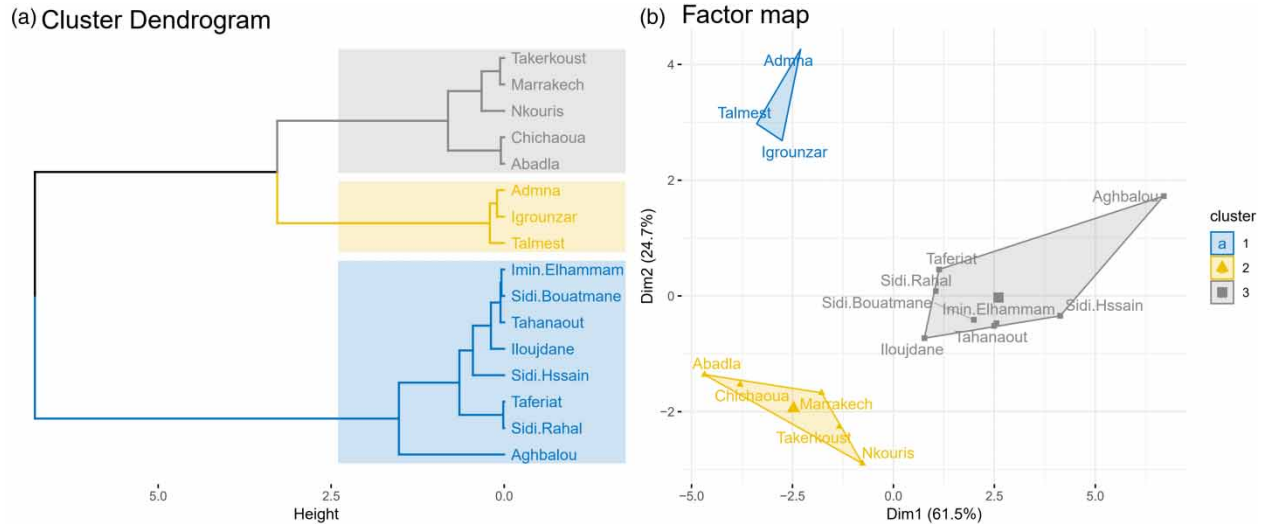 (a) Cluster Dendrogram
Takerkoust
Marrakech
Nkouris
Chichaoua
Abadla
Admna
Igrounzar
Talmest
Imin.Elhammam
Sidi.Bouatmane
Tahanaout
Iloujdane
Sidi.Hssain
Taferiat
Sidi.Rahal
Aghbalou
5.0 2.5 0.0
Height
(b) Factor map
Dim2 (24.7%)
4
2
0
−2
Admna
Talmest
Igrounzar
Aghbalou
Taferiat
Sidi.Rahal
Sidi.Bouatmane
Imin.Elhammam
Sidi.Hssain
Tahanaout
Iloujdane
Abadla
Chichaoua
Marrakech
Takerkoust
Nkouris
−5.0 −2.5 0.0 2.5 5.0
Dim1 (61.5%)
cluster
a 1
2
3